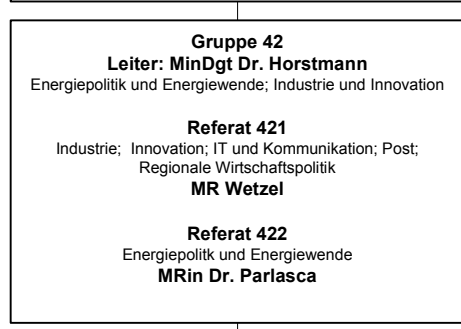 Gruppe 42
Leiter: MinDgt Dr. Horstmann
Energiepolitik und Energiewende; Industrie und Innovation
Referat 421
Industrie; Innovation; IT und Kommunikation; Post;
Regionale Wirtschaftspolitik
MR Wetzel
Referat 422
Energiepolitk und Energiewende
MRin Dr. Parlasca